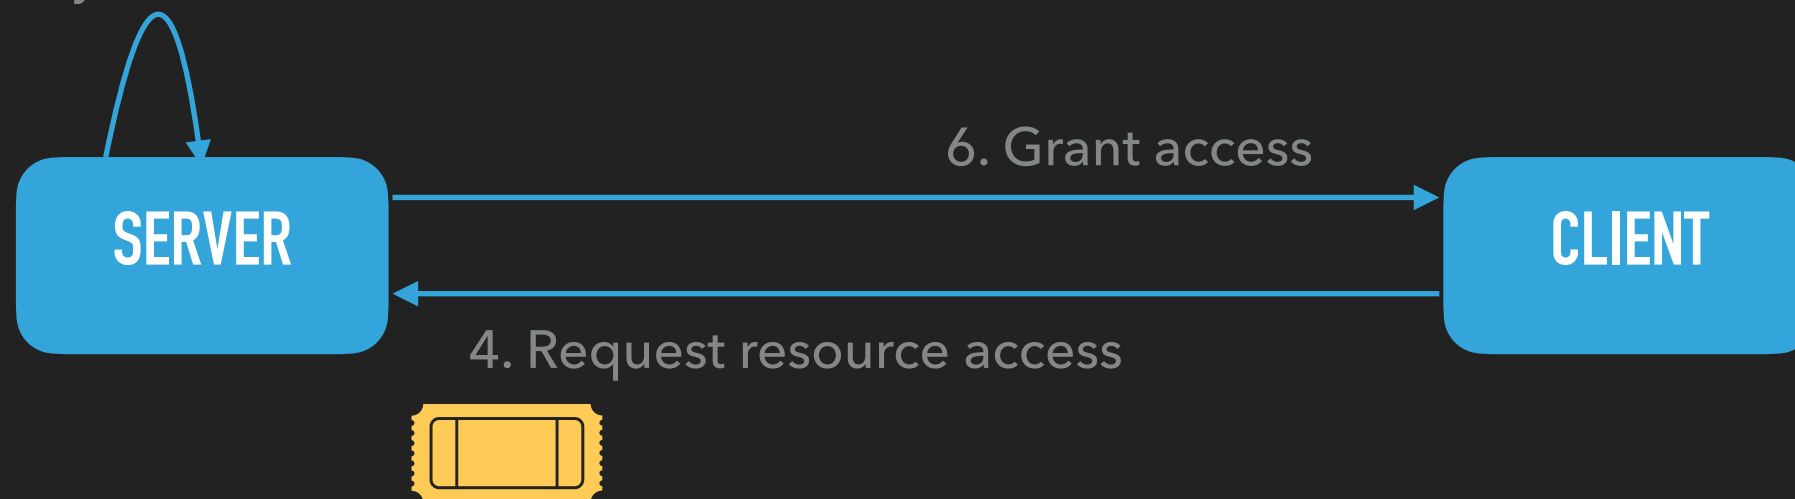 6. Grant access
SERVER
CLIENT
4. Request resource access